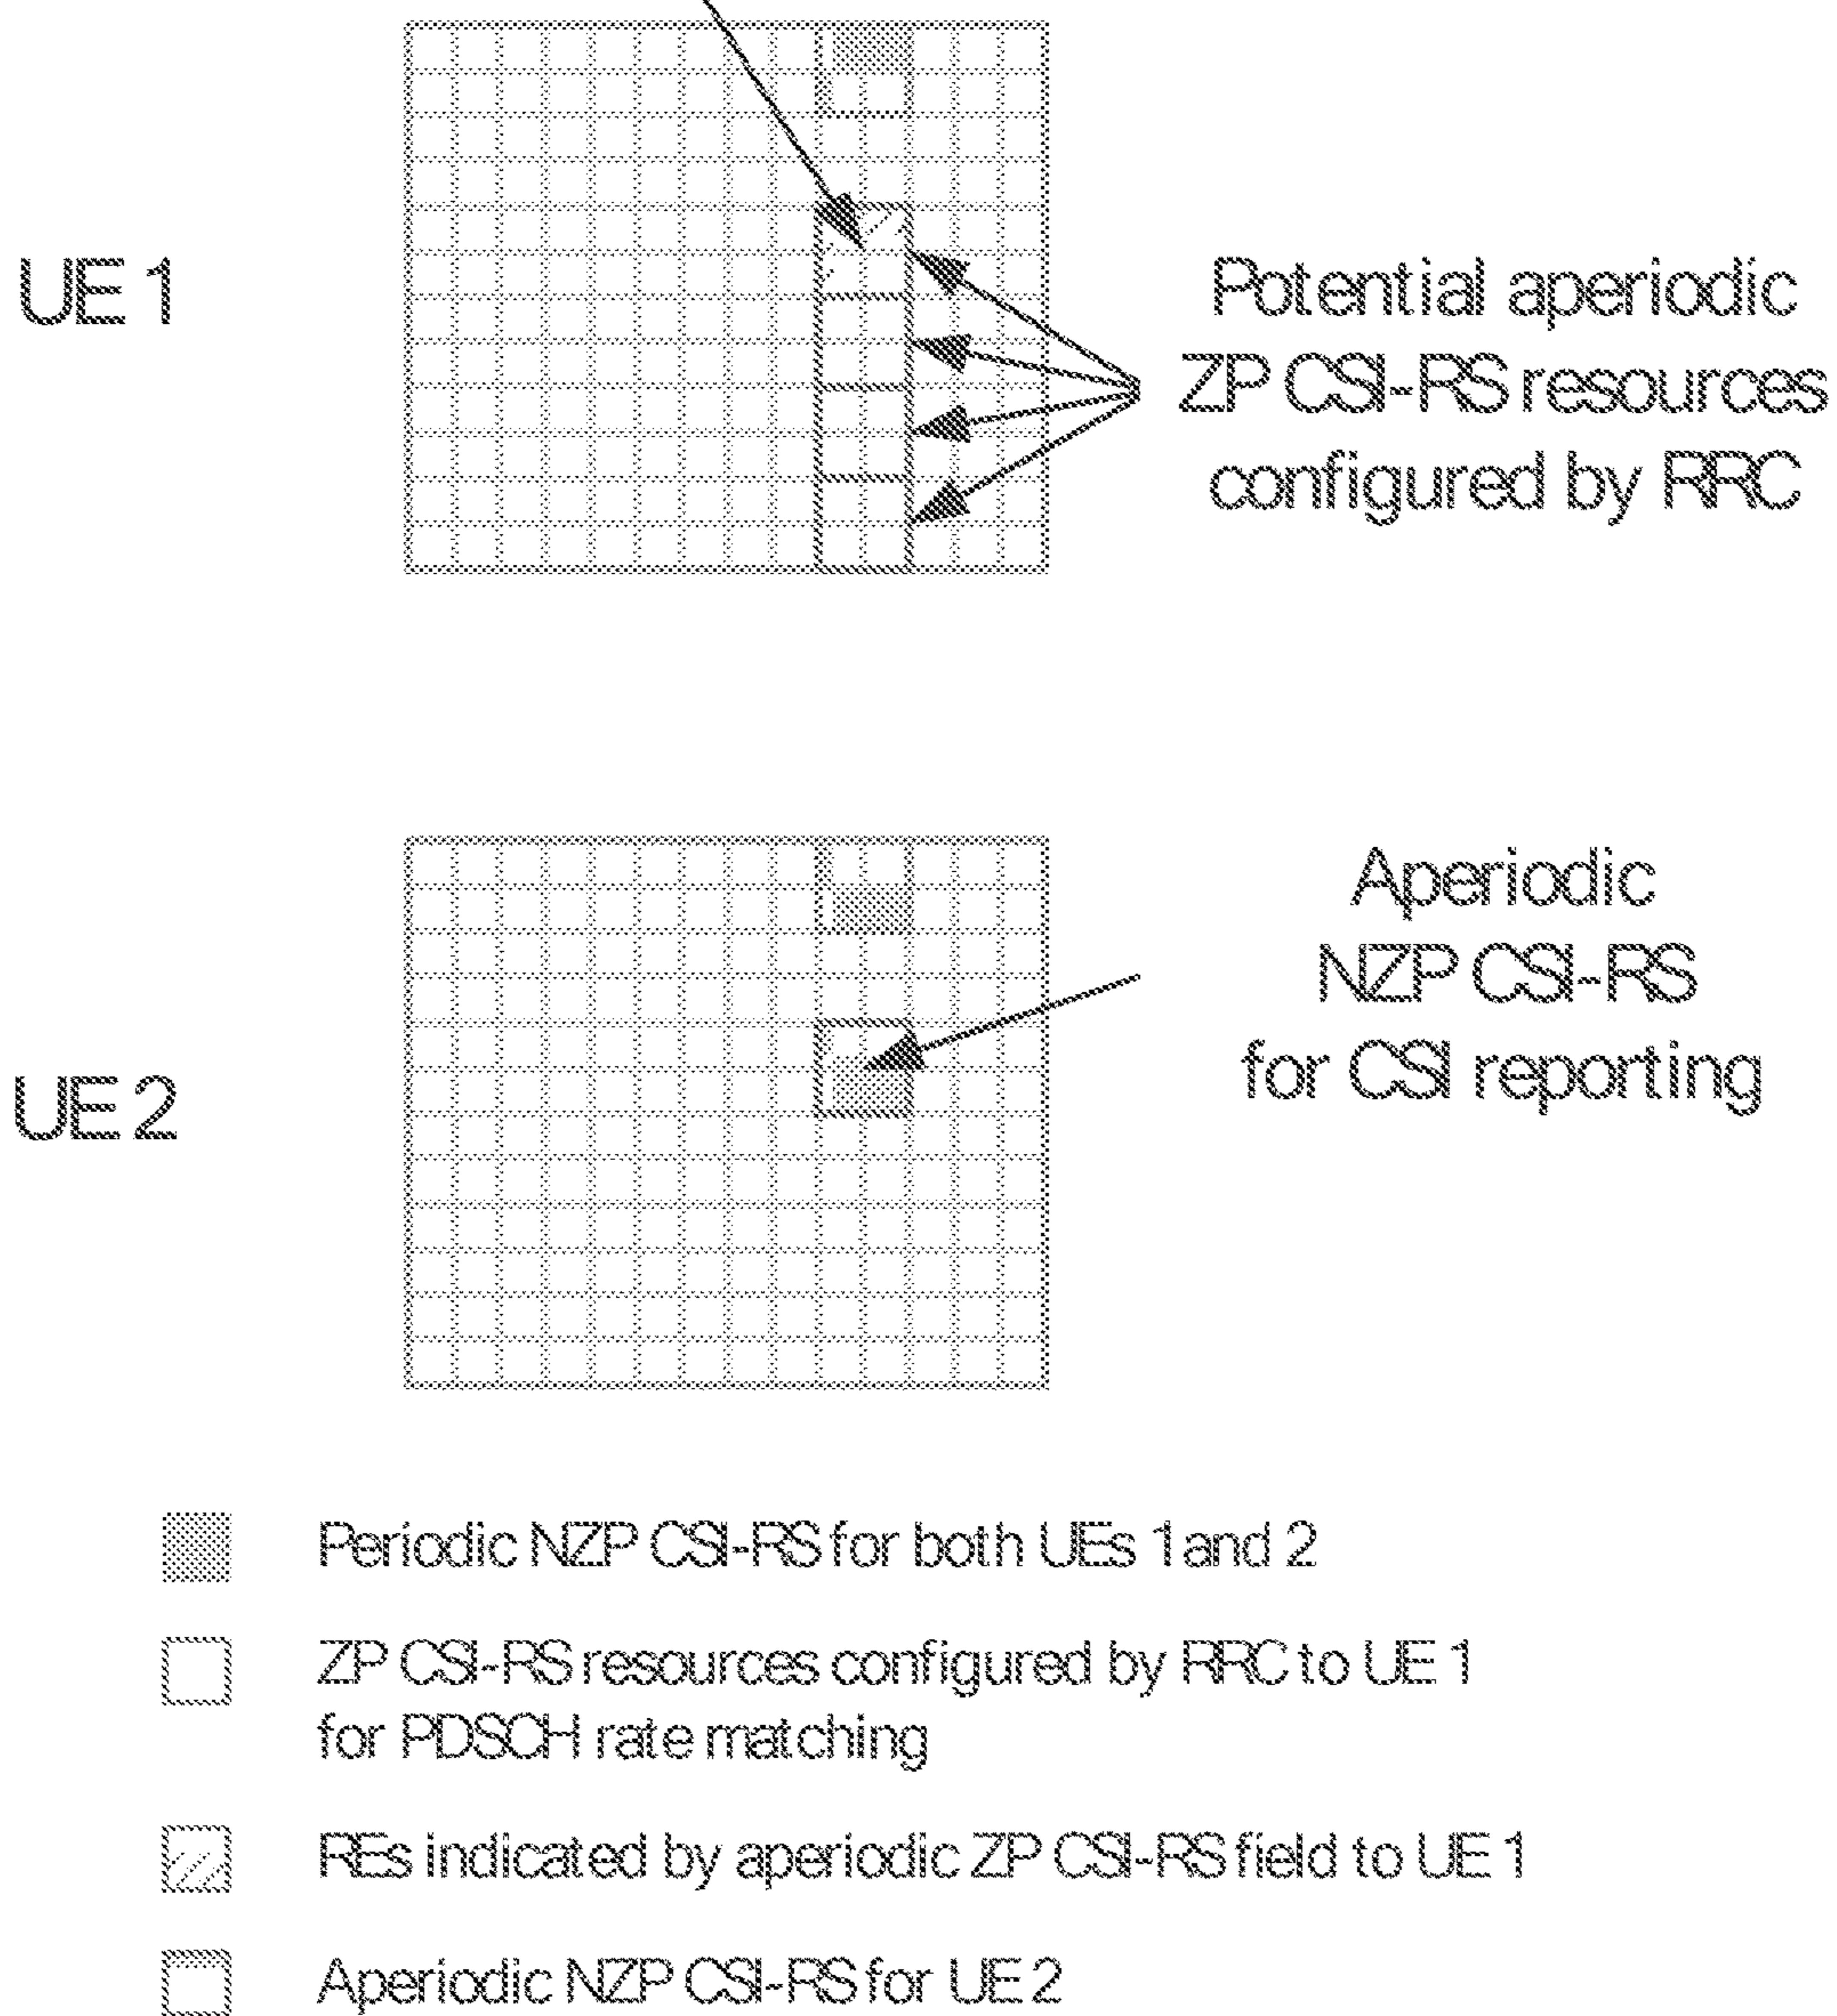 UE 1
Potential aperiodic
ZP CSI-RS resources
configured by RRC
UE 2
Aperiodic
NZP CSI-RS
for CSI reporting
Periodic NZP CSI-RS for both UEs 1 and 2
ZP CSI-RS resources configured by RRC to UE 1
for PDSCH rate matching
REs indicated by aperiodic ZP CSI-RS field to UE 1
Aperiodic NZP CSI-RS for UE 2